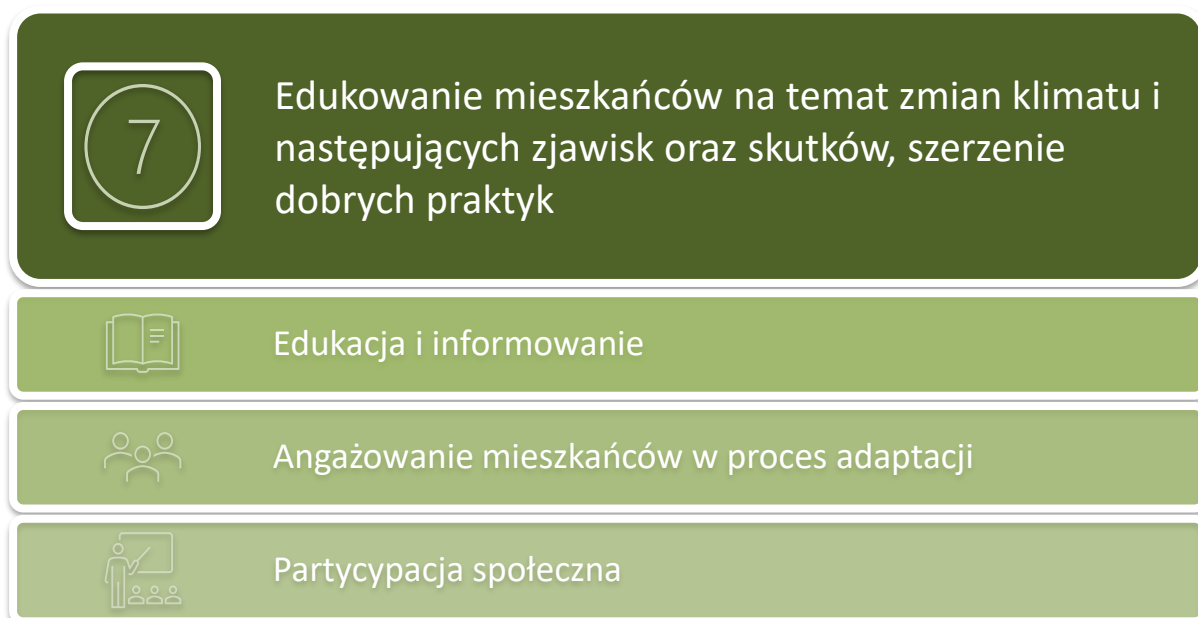 7
Edukowanie mieszkańców na temat zmian klimatu i
następujących zjawisk oraz skutków, szerzenie
dobrych praktyk
Edukacja i informowanie
Angażowanie mieszkańców w proces adaptacji
Partycypacja społeczna